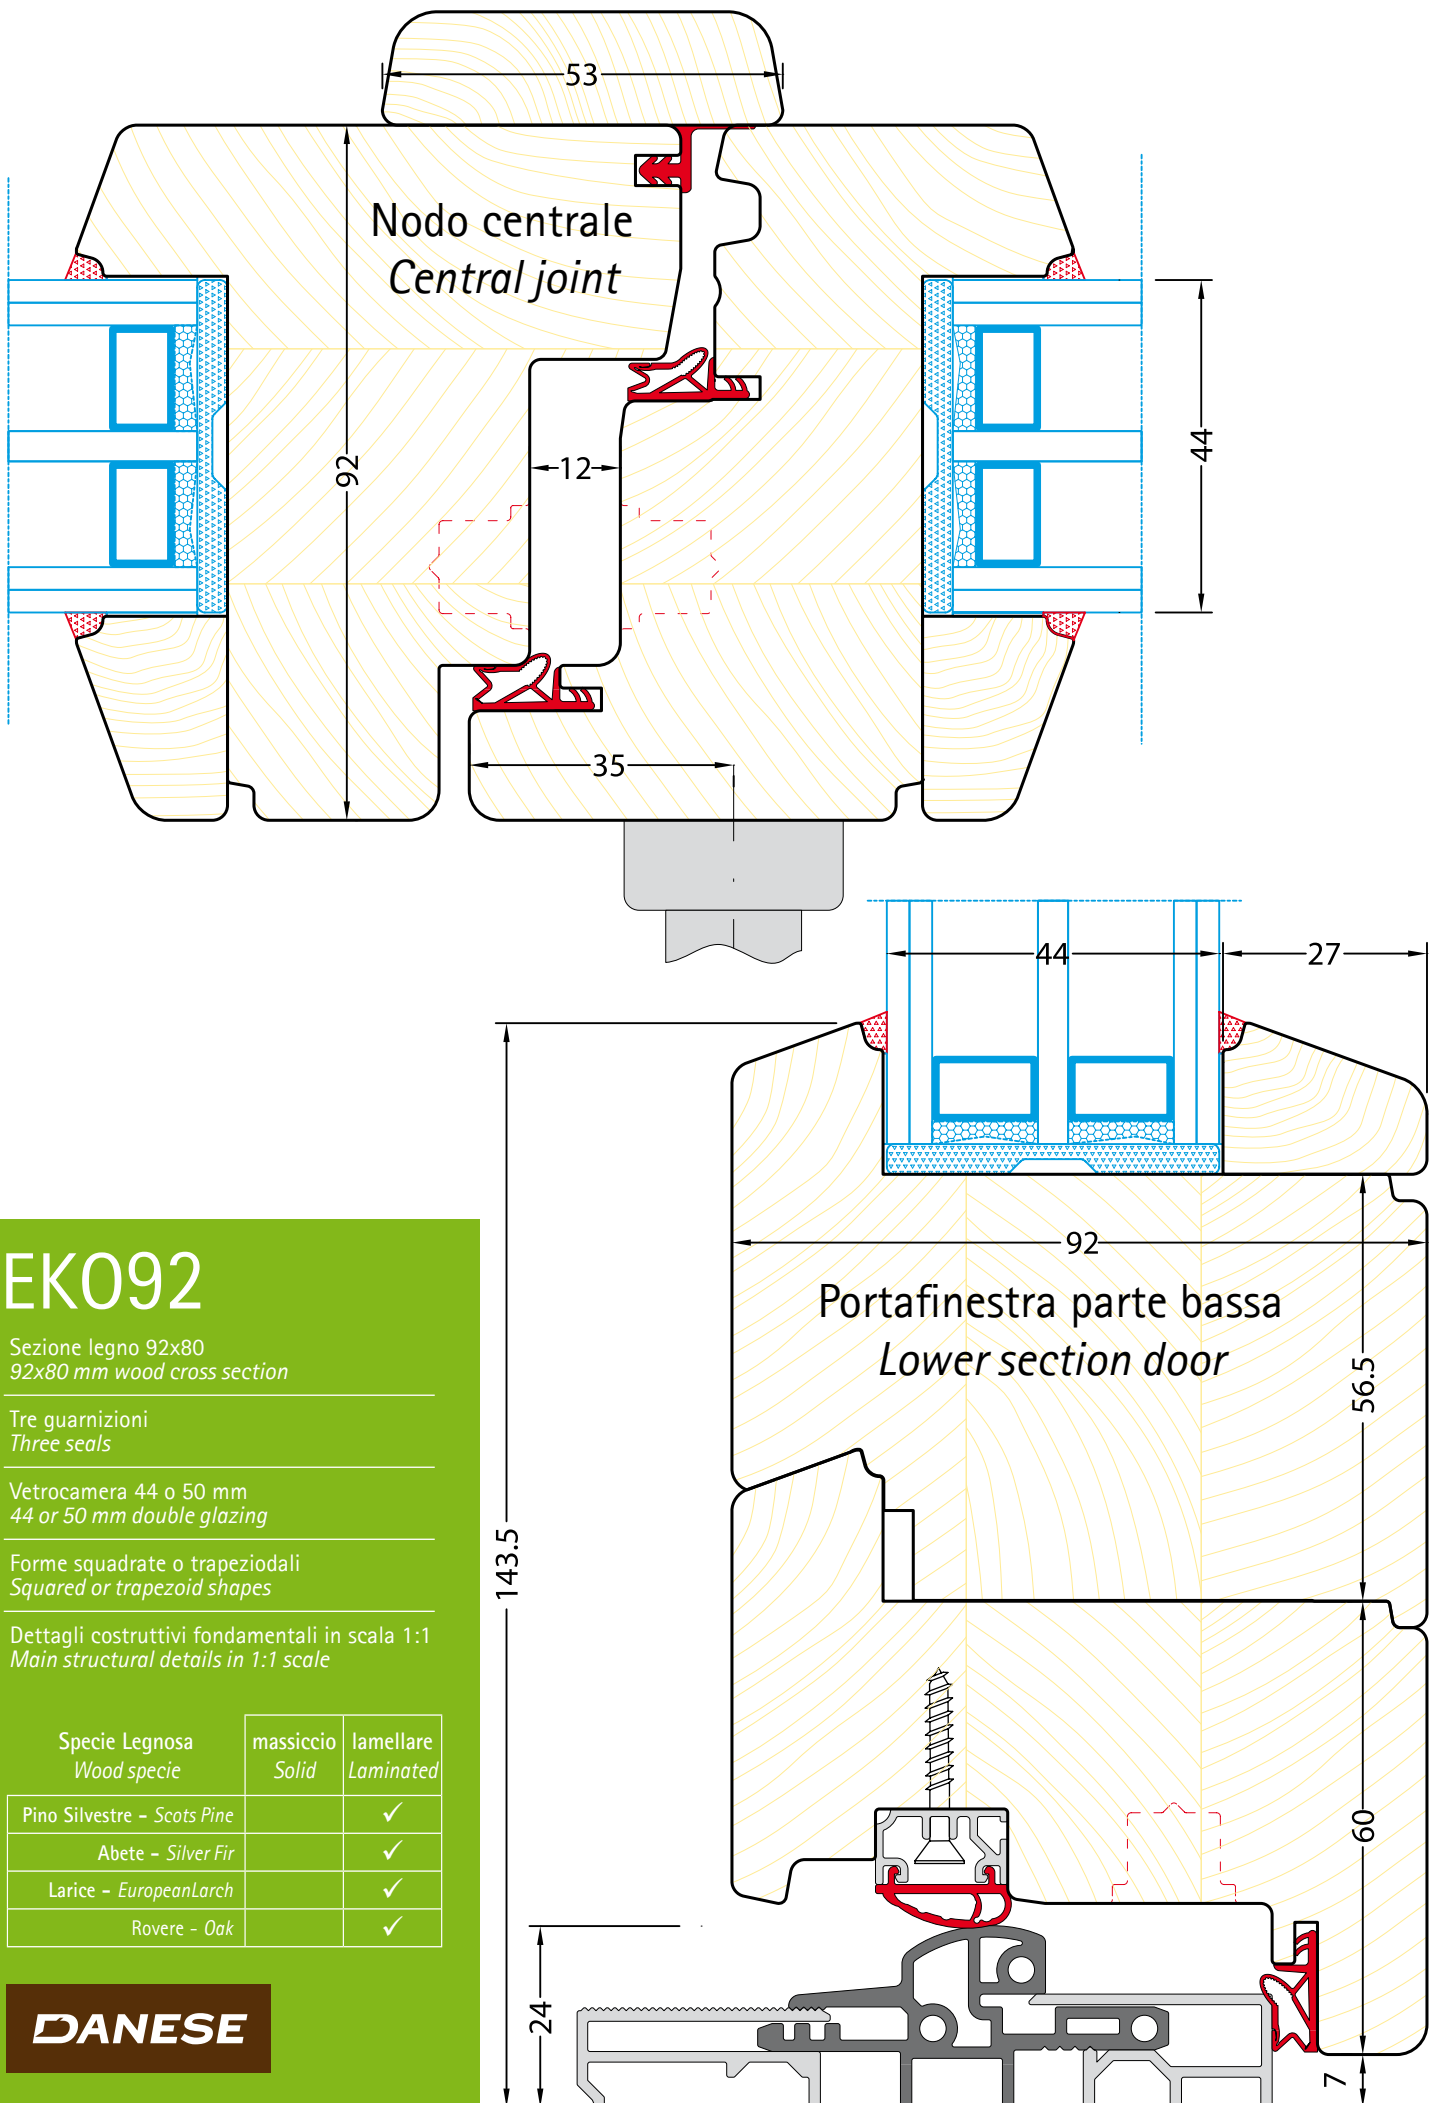 53
Nodo centrale
Central joint
92
12
44
35
44
27
92
Portafinestra parte bassa
Lower section door
56.5
143.5
60
24
7
EKO92
Sezione legno 92x80
92x80 mm wood cross section
Tre guarnizioni
Three seals
Vetrocamera 44 o 50 mm
44 or 50 mm double glazing
Forme squadrate o trapeziodali
Squared or trapezoid shapes
Dettagli costruttivi fondamentali in scala 1:1
Main structural details in 1:1 scale
Specie Legnosa massiccio lamellare
Wood specie Solid Laminated
Pino Silvestre - Scots Pine ✓
Abete - Silver Fir ✓
Larice - EuropeanLarch ✓
Rovere - Oak ✓
DANESE